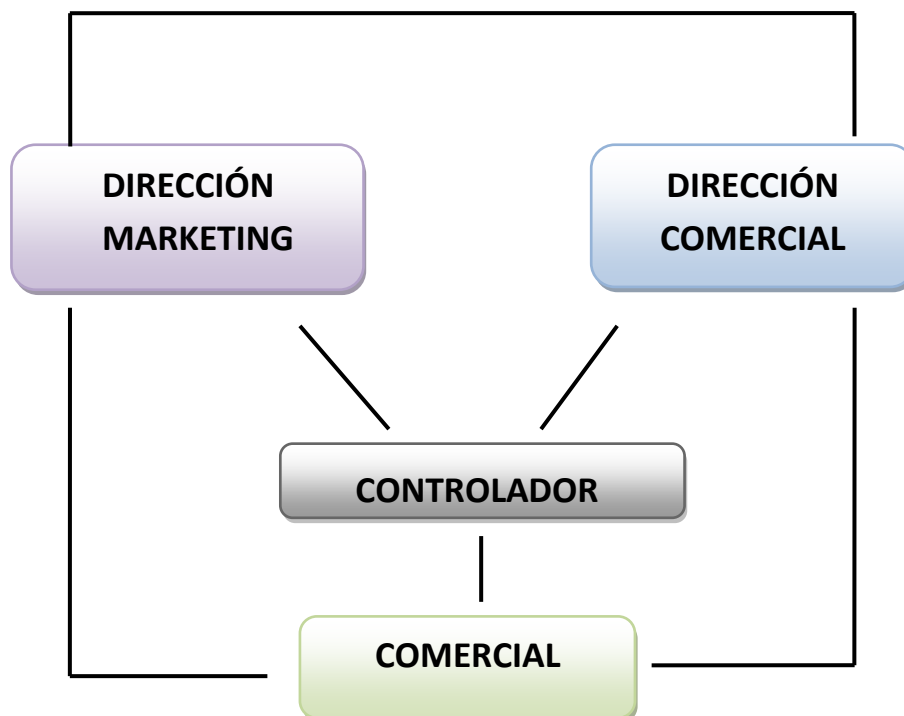 DIRECCIÓN
MARKETING
DIRECCIÓN
COMERCIAL
CONTROLADOR
COMERCIAL